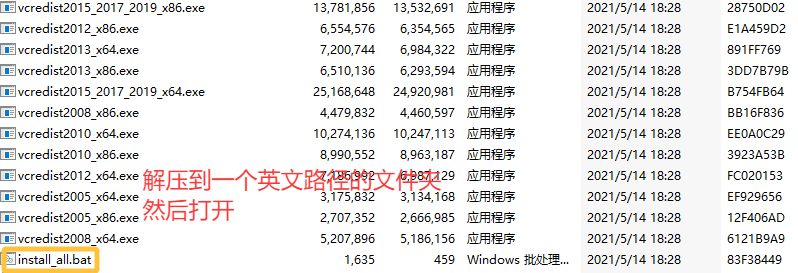 vcredist2015_2017_2019_x86.exe 13,781,856 13,532,691 应用程序 2021/5/14 18:28 28750D02
vcredist2012_x86.exe 6,554,576 6,354,565 应用程序 2021/5/14 18:28 E1A459D2
vcredist2013_x64.exe 7,200,944 6,984,322 应用程序 2021/5/14 18:28 891FF769
vcredist2013_x86.exe 6,510,136 6,293,594 应用程序 2021/5/14 18:28 3DD7B79B
vcredist2015_2017_2019_x64.exe 25,168,648 24,920,981 应用程序 2021/5/14 18:28 B754FB64
vcredist2008_x86.exe 4,479,832 4,460,597 应用程序 2021/5/14 18:28 BB16F836
vcredist2010_x64.exe 10,274,136 10,247,113 应用程序 2021/5/14 18:28 EE0A0C29
vcredist2010_x86.exe 8,990,552 8,963,187 应用程序 2021/5/14 18:28 3923A53B
vcredist2012_x64.exe 7,186,992 6,987,129 应用程序 2021/5/14 18:28 FC020153
解压到一个英文路径的文件夹
vcredist2005_x64.exe 3,175,832 3,134,168 应用程序 2021/5/14 18:28 EF929656
vcredist2005_x86.exe 2,707,352 2,666,985 应用程序 2021/5/14 18:28 12F406AD
然后打开
vcredist2008_x64.exe 5,207,896 5,186,156 应用程序 2021/5/14 18:28 6121B9A9
install_all.bat 1,635 459 Windows 批处理... 2021/5/14 18:28 83F38449